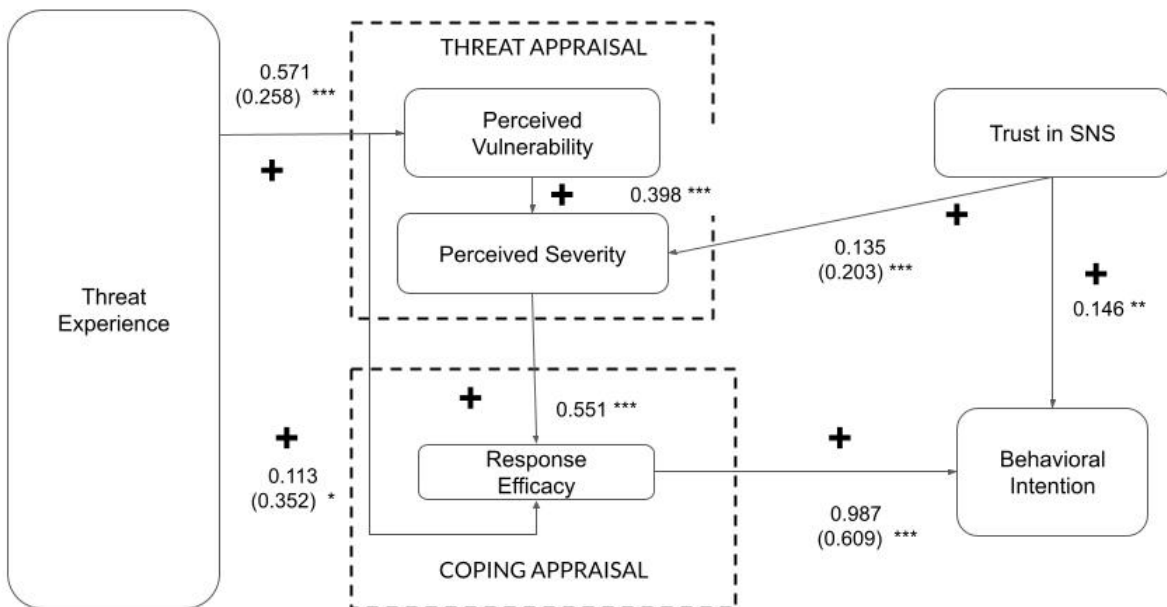 THREAT APPRAISAL
0.571
(0.258) ***
+
Perceived
Vulnerability
Trust in SNS
+
0.398 ***
Perceived Severity
+
0.135
(0.203) ***
+
0.146 **
Threat
Experience
+
0.551 ***
+
0.113
(0.352) *
Response
Efficacy
+
0.987
(0.609) ***
Behavioral
Intention
COPING APPRAISAL